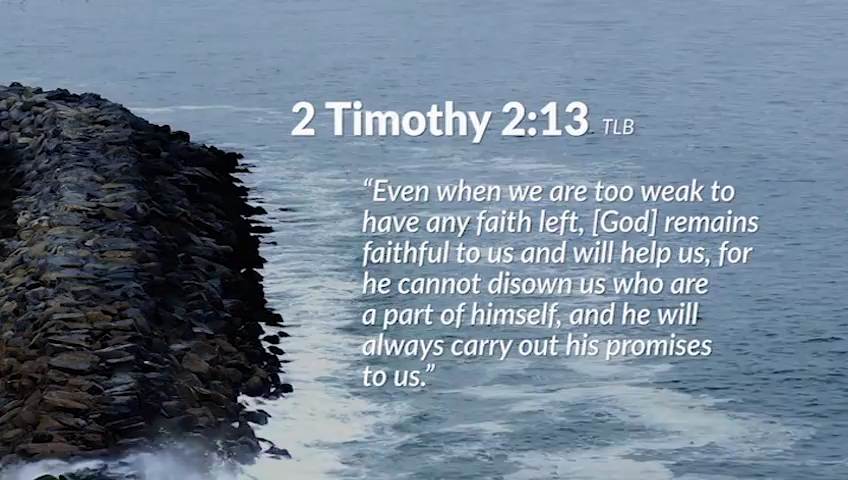 2 Timothy 2:13 TLB
“Even when we are too weak to
have any faith left, [God] remains
faithful to us and will help us, for
he cannot disown us who are
a part of himself, and he will
always carry out his promises
to us.”